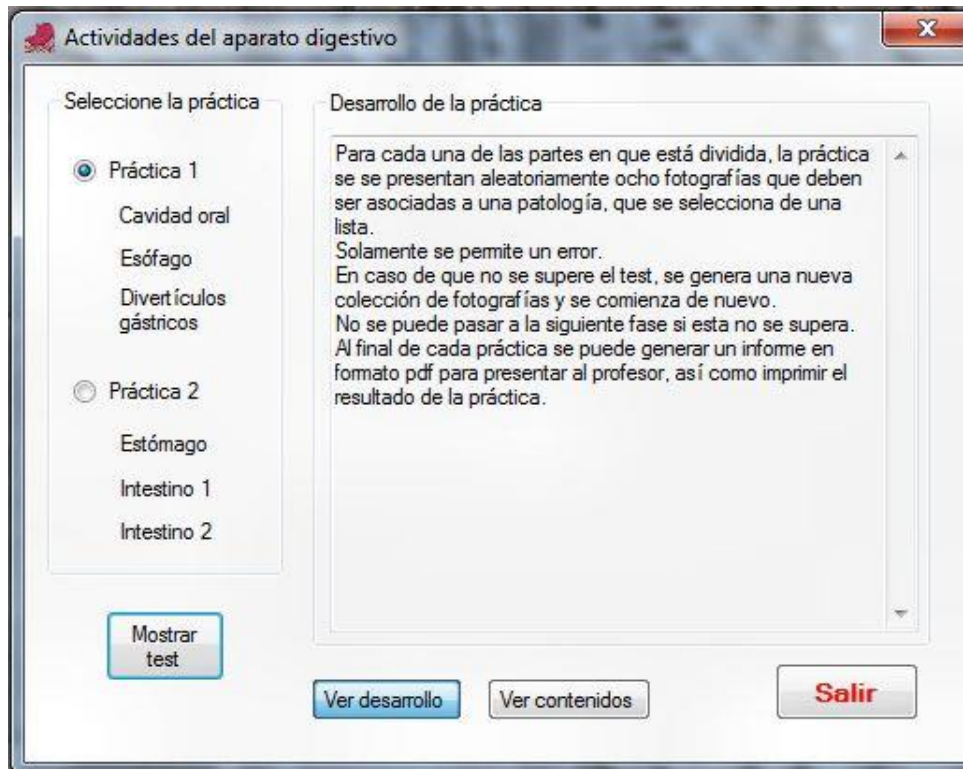 Actividades del aparato digestivo
X
Seleccione la práctica
Práctica 1
Cavidad oral
Esófago
Divertículos
gástricos
Práctica 2
Estómago
Intestino 1
Intestino 2
Mostrar
test
Desarrollo de la práctica
Para cada una de las partes en que está dividida, la práctica
se se presentan aleatoriamente ocho fotografías que deben
ser asociadas a una patología, que se selecciona de una
lista.
Solamente se permite un error.
En caso de que no se supere el test, se genera una nueva
colección de fotografías y se comienza de nuevo.
No se puede pasar a la siguiente fase si esta no se supera.
Al final de cada práctica se puede generar un informe en
formato pdf para presentar al profesor, así como imprimir el
resultado de la práctica.
Ver desarrollo
Ver contenidos
Salir